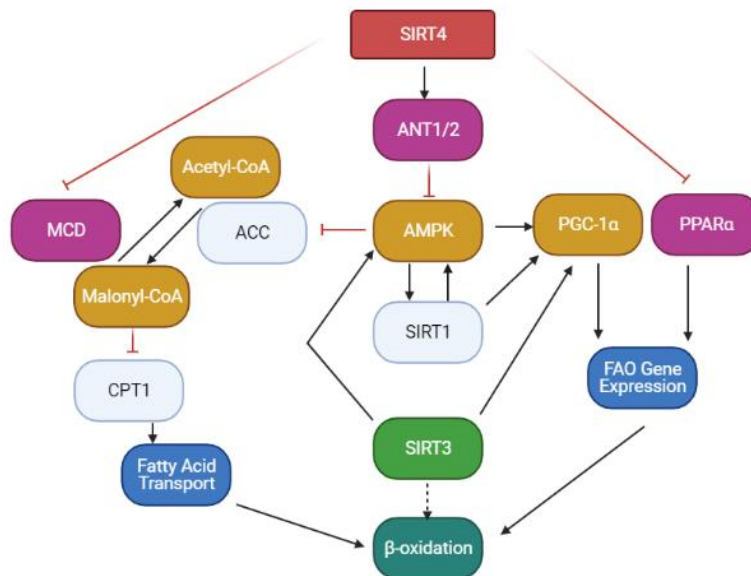 SIRT4
ANT1/2
Acetyl-CoA
MCD
ACC
AMPK
PGC-1α
PPARα
Malonyl-CoA
SIRT1
CPT1
FAO Gene
Expression
SIRT3
Fatty Acid
Transport
β-oxidation